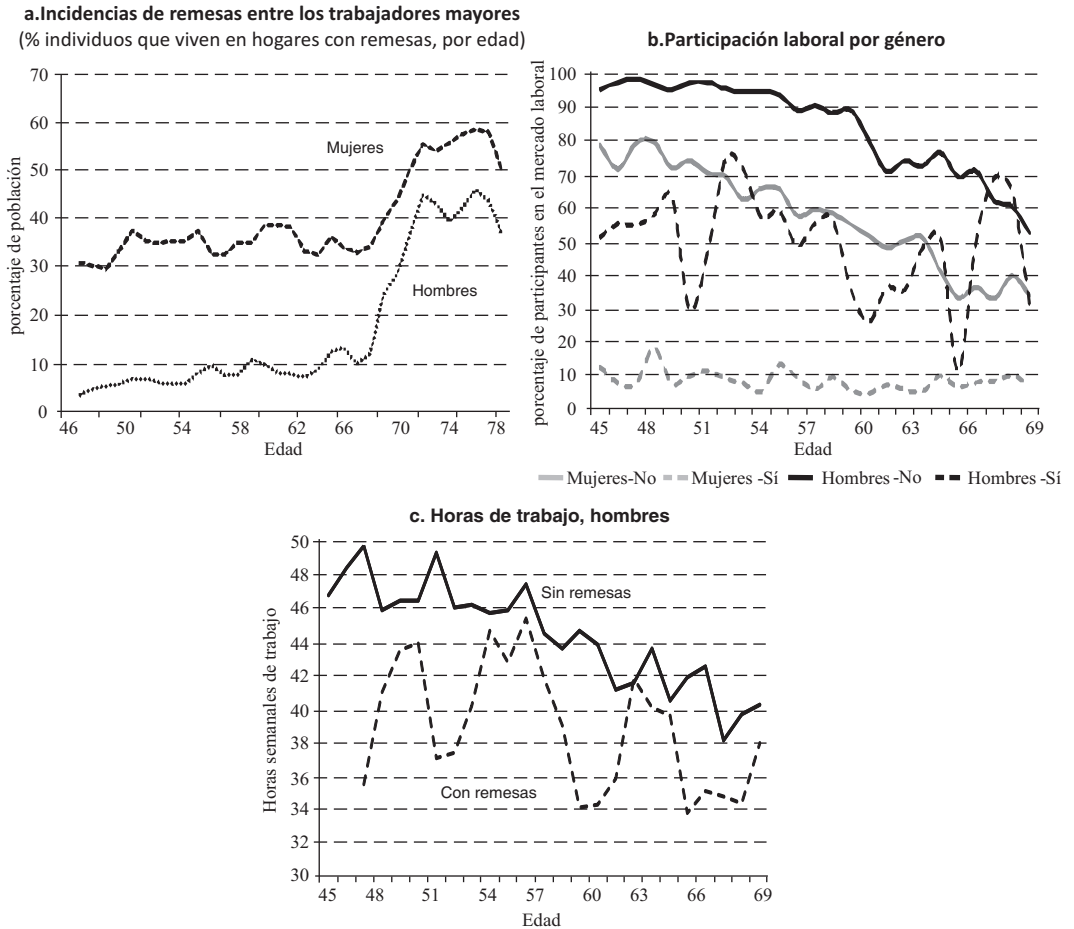 a.Incidencias de remesas entre los trabajadores mayores
(% individuos que viven en hogares con remesas, por edad)
porcentaje de población
70
60
50
40
30
20
10
0
Mujeres
Hombres
46 50 54 58 62 66 70 74 78
Edad
b.Participación laboral por género
porcentaje de participantes en el mercado laboral
100
90
80
70
60
50
40
30
20
10
0
45 48 51 54 57 60 63 66 69
Edad
Mujeres-No Mujeres -Sí Hombres -No Hombres -Sí
c. Horas de trabajo, hombres
Horas semanales de trabajo
50
48
46
44
42
40
38
36
34
32
30
Sin remesas
Con remesas
45 48 51 54 57 60 63 66 69
Edad